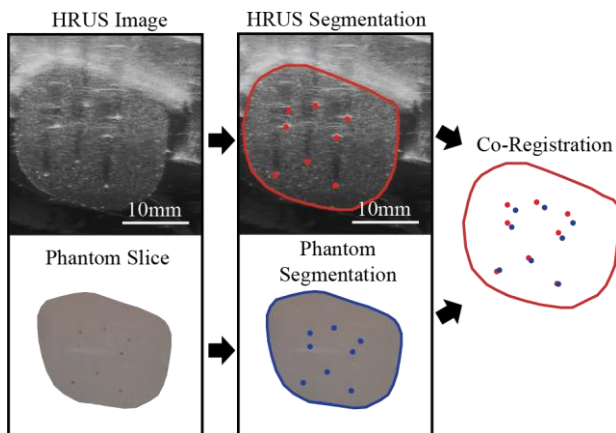 HRUS Image
HRUS Segmentation
10mm
10mm
Co-Registration
Phantom Slice
Phantom
Segmentation